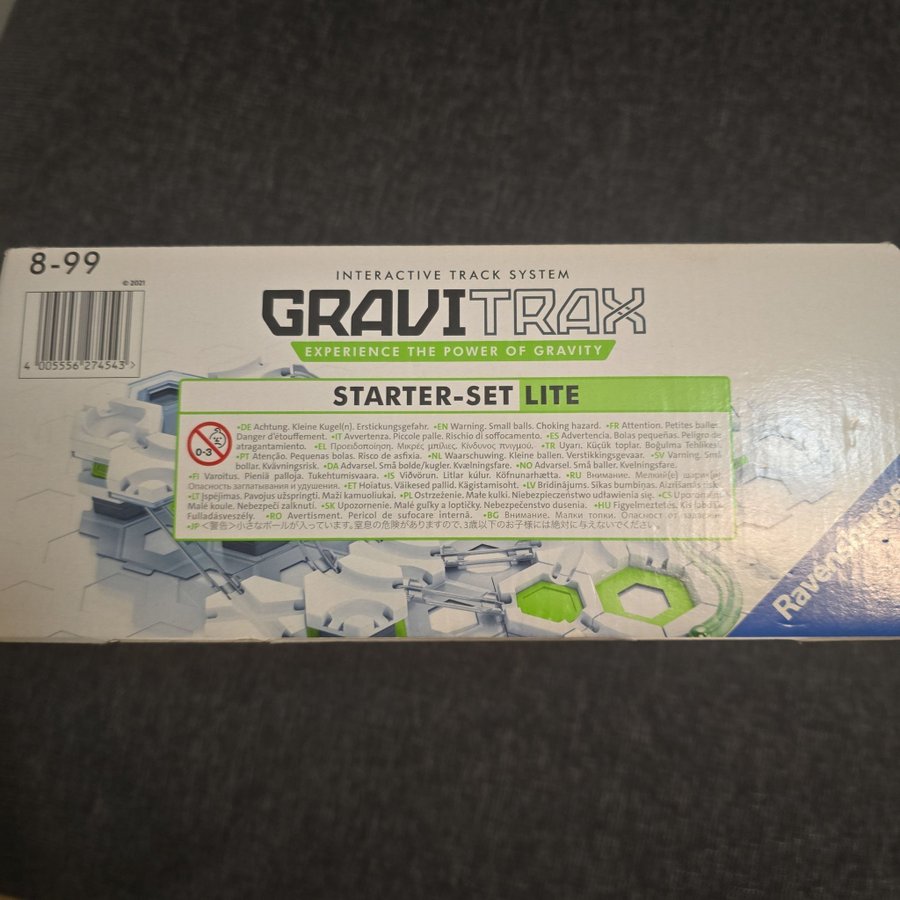 8-99
© 2021
4 005556 274543 >
INTERACTIVE TRACK SYSTEM
GRAVITRAX
EXPERIENCE THE POWER OF GRAVITY
STARTER-SET LITE
0-3
•DE Achtung. Kleine Kugel(n). Erstickungsgefahr. •EN Warning. Small balls. Choking hazard. •FR Attention. Petites balles.
Danger d'étouffement. •IT Avvertenza. Piccole palle. Rischio di soffocamento. •ES Advertencia. Bolas pequeñas. Peligro de
atragantamiento. •EL Προειδοποίηση. Μικρές μπίλιες. Κίνδυνος πνιγμού. •TR Uyarı. Küçük toplar. Boğulma Tehlikesi.
•PT Atenção. Pequenas bolas. Risco de asfixia. •NL Waarschuwing. Kleine ballen. Verstikkingsgevaar. •SV Varning. Små
bollar. Kvävningsrisk. •DA Advarsel. Små bolde/kugler. Kvælningsfare. •NO Advarsel. Små baller. Kvelningsfare.
•FI Varoitus. Pieniä palloja. Tukehtumisvaara. •IS Viðvörun. Litlar kúlur. Köfnunarhætta. •RU Внимание. Мелкий(е) шарик(и).
Опасность заглатывания и удушения. •ET Hoiatus. Väikesed pallid. Kägistamisoht. •LV Brīdinājums. Sīkas bumbiņas. Aizrīšanās risks.
•LT Įspėjimas. Pavojus užspringti. Maži kamuoliukai. •PL Ostrzeżenie. Małe kulki. Niebezpieczeństwo udławienia się. •CS Upozornění.
Malé koule. Nebezpečí zalknutí. •SK Upozornenie. Malé guľky a loptičky. Nebezpečenstvo dusenia. •HU Figyelmeztetés. Kis labda.
Fulladásveszély. •RO Avertisment. Pericol de sufocare internă. •BG Внимание. Малки топки. Опасност от задавяне.
•JP＜警告＞小さなボールが入っています。窒息の危険がありますので、3歳以下のお子様には絶対に与えないでください。
Ravensburger